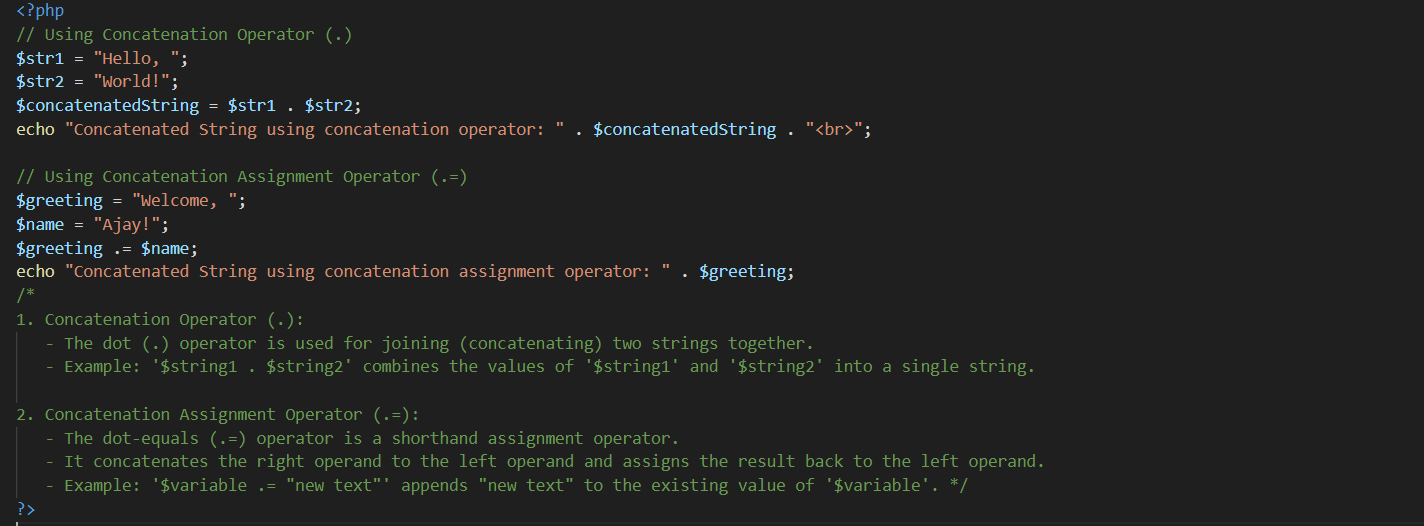 <?php
// Using Concatenation Operator (.)
$str1 = "Hello, ";
$str2 = "World!";
$concatenatedString = $str1 . $str2;
echo "Concatenated String using concatenation operator: " . $concatenatedString . "<br>";

// Using Concatenation Assignment Operator (.=)
$greeting = "Welcome, ";
$name = "Ajay!";
$greeting .= $name;
echo "Concatenated String using concatenation assignment operator: " . $greeting;
/*
1. Concatenation Operator (.):
   - The dot (.) operator is used for joining (concatenating) two strings together.
   - Example: '$string1 . $string2' combines the values of '$string1' and '$string2' into a single string.

2. Concatenation Assignment Operator (.=):
   - The dot-equals (.=) operator is a shorthand assignment operator.
   - It concatenates the right operand to the left operand and assigns the result back to the left operand.
   - Example: '$variable .= "new text"' appends "new text" to the existing value of '$variable'. */
?>